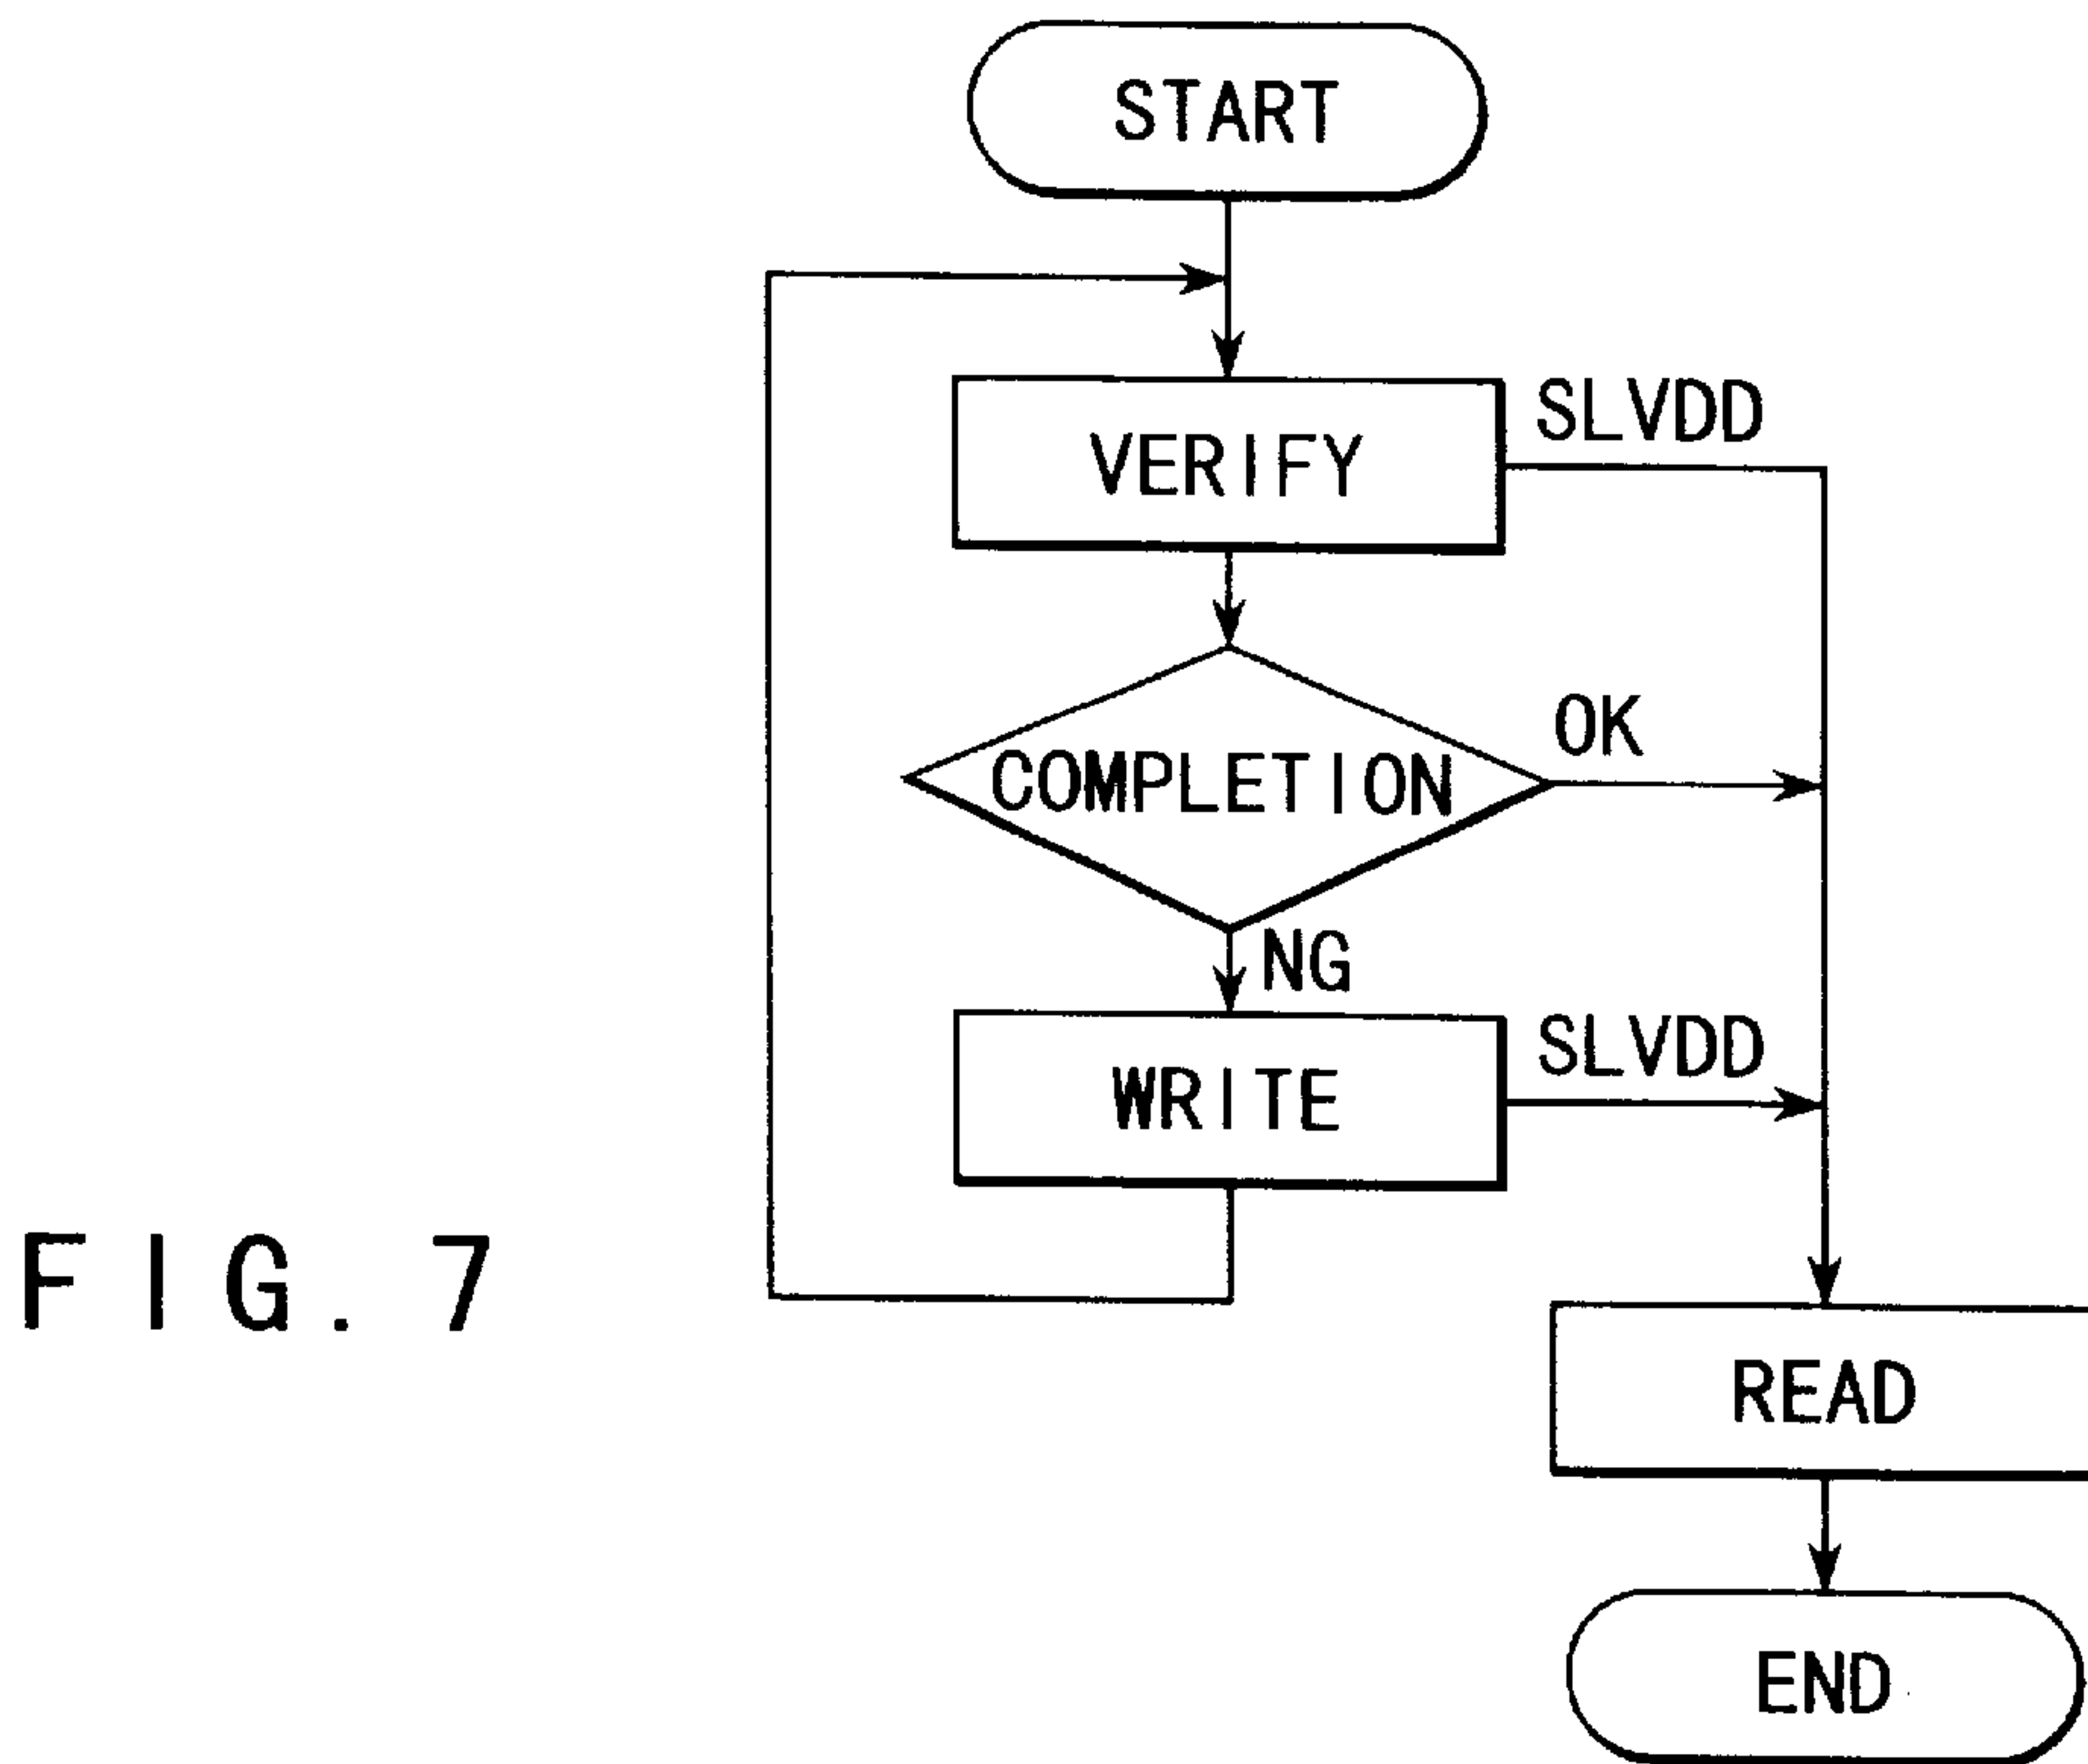 START
SLVDD
VERIFY
OK
COMPLETION
NG
SLVDD
WRITE
FIG. 7
READ
END